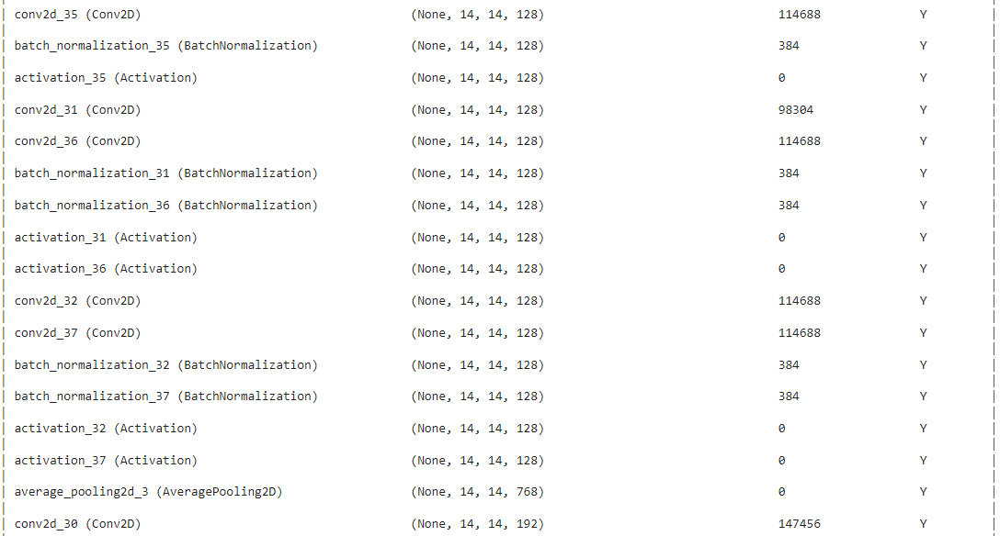 conv2d_35 (Conv2D) (None, 14, 14, 128) 114688 Y
batch_normalization_35 (BatchNormalization) (None, 14, 14, 128) 384 Y
activation_35 (Activation) (None, 14, 14, 128) 0 Y
conv2d_31 (Conv2D) (None, 14, 14, 128) 98304 Y
conv2d_36 (Conv2D) (None, 14, 14, 128) 114688 Y
batch_normalization_31 (BatchNormalization) (None, 14, 14, 128) 384 Y
batch_normalization_36 (BatchNormalization) (None, 14, 14, 128) 384 Y
activation_31 (Activation) (None, 14, 14, 128) 0 Y
activation_36 (Activation) (None, 14, 14, 128) 0 Y
conv2d_32 (Conv2D) (None, 14, 14, 128) 114688 Y
conv2d_37 (Conv2D) (None, 14, 14, 128) 114688 Y
batch_normalization_32 (BatchNormalization) (None, 14, 14, 128) 384 Y
batch_normalization_37 (BatchNormalization) (None, 14, 14, 128) 384 Y
activation_32 (Activation) (None, 14, 14, 128) 0 Y
activation_37 (Activation) (None, 14, 14, 128) 0 Y
average_pooling2d_3 (AveragePooling2D) (None, 14, 14, 768) 0 Y
conv2d_30 (Conv2D) (None, 14, 14, 192) 147456 Y